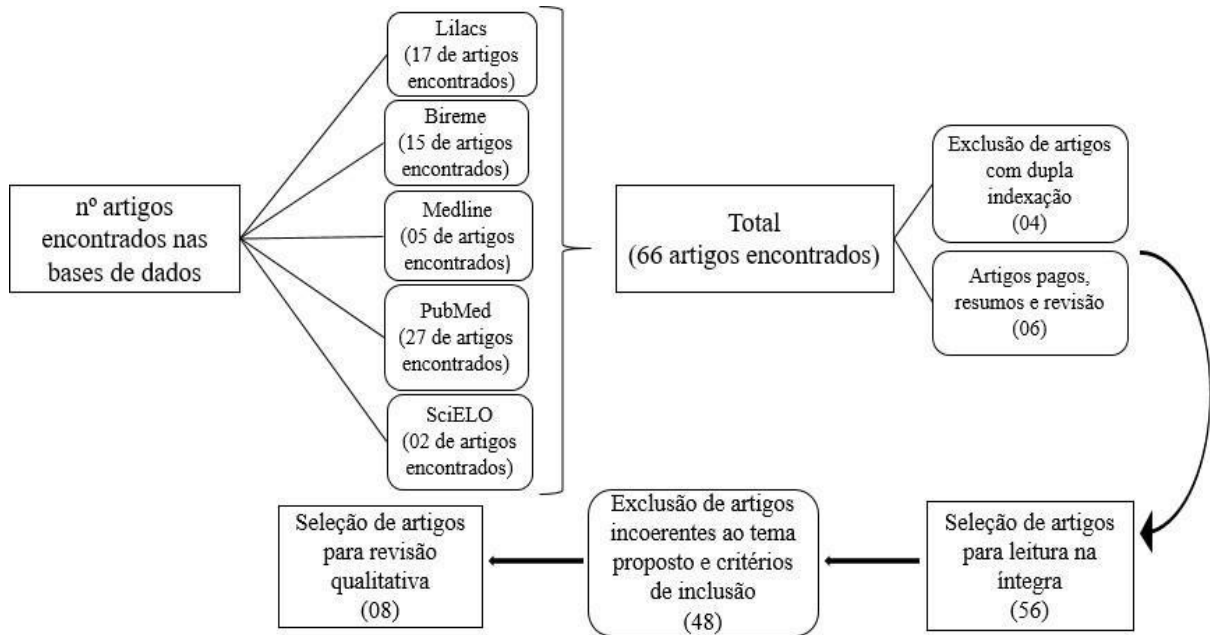 nº artigos
encontrados nas
bases de dados
Lilacs
(17 de artigos
encontrados)
Bireme
(15 de artigos
encontrados)
Medline
(05 de artigos
encontrados)
PubMed
(27 de artigos
encontrados)
SciELO
(02 de artigos
encontrados)
Total
(66 artigos encontrados)
Exclusão de artigos
com dupla
indexação
(04)
Artigos pagos,
resumos e revisão
(06)
Seleção de artigos
para leitura na
íntegra
(56)
Exclusão de artigos
incoerentes ao tema
proposto e critérios
de inclusão
(48)
Seleção de artigos
para revisão
qualitativa
(08)